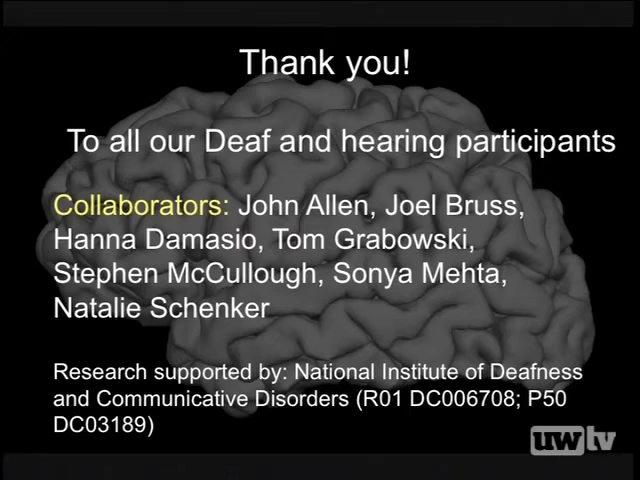 Thank you!
To all our Deaf and hearing participants
Collaborators: John Allen, Joel Bruss,
Hanna Damasio, Tom Grabowski,
Stephen McCullough, Sonya Mehta,
Natalie Schenker
Research supported by: National Institute of Deafness
and Communicative Disorders (R01 DC006708; P50
DC03189)
uwtv